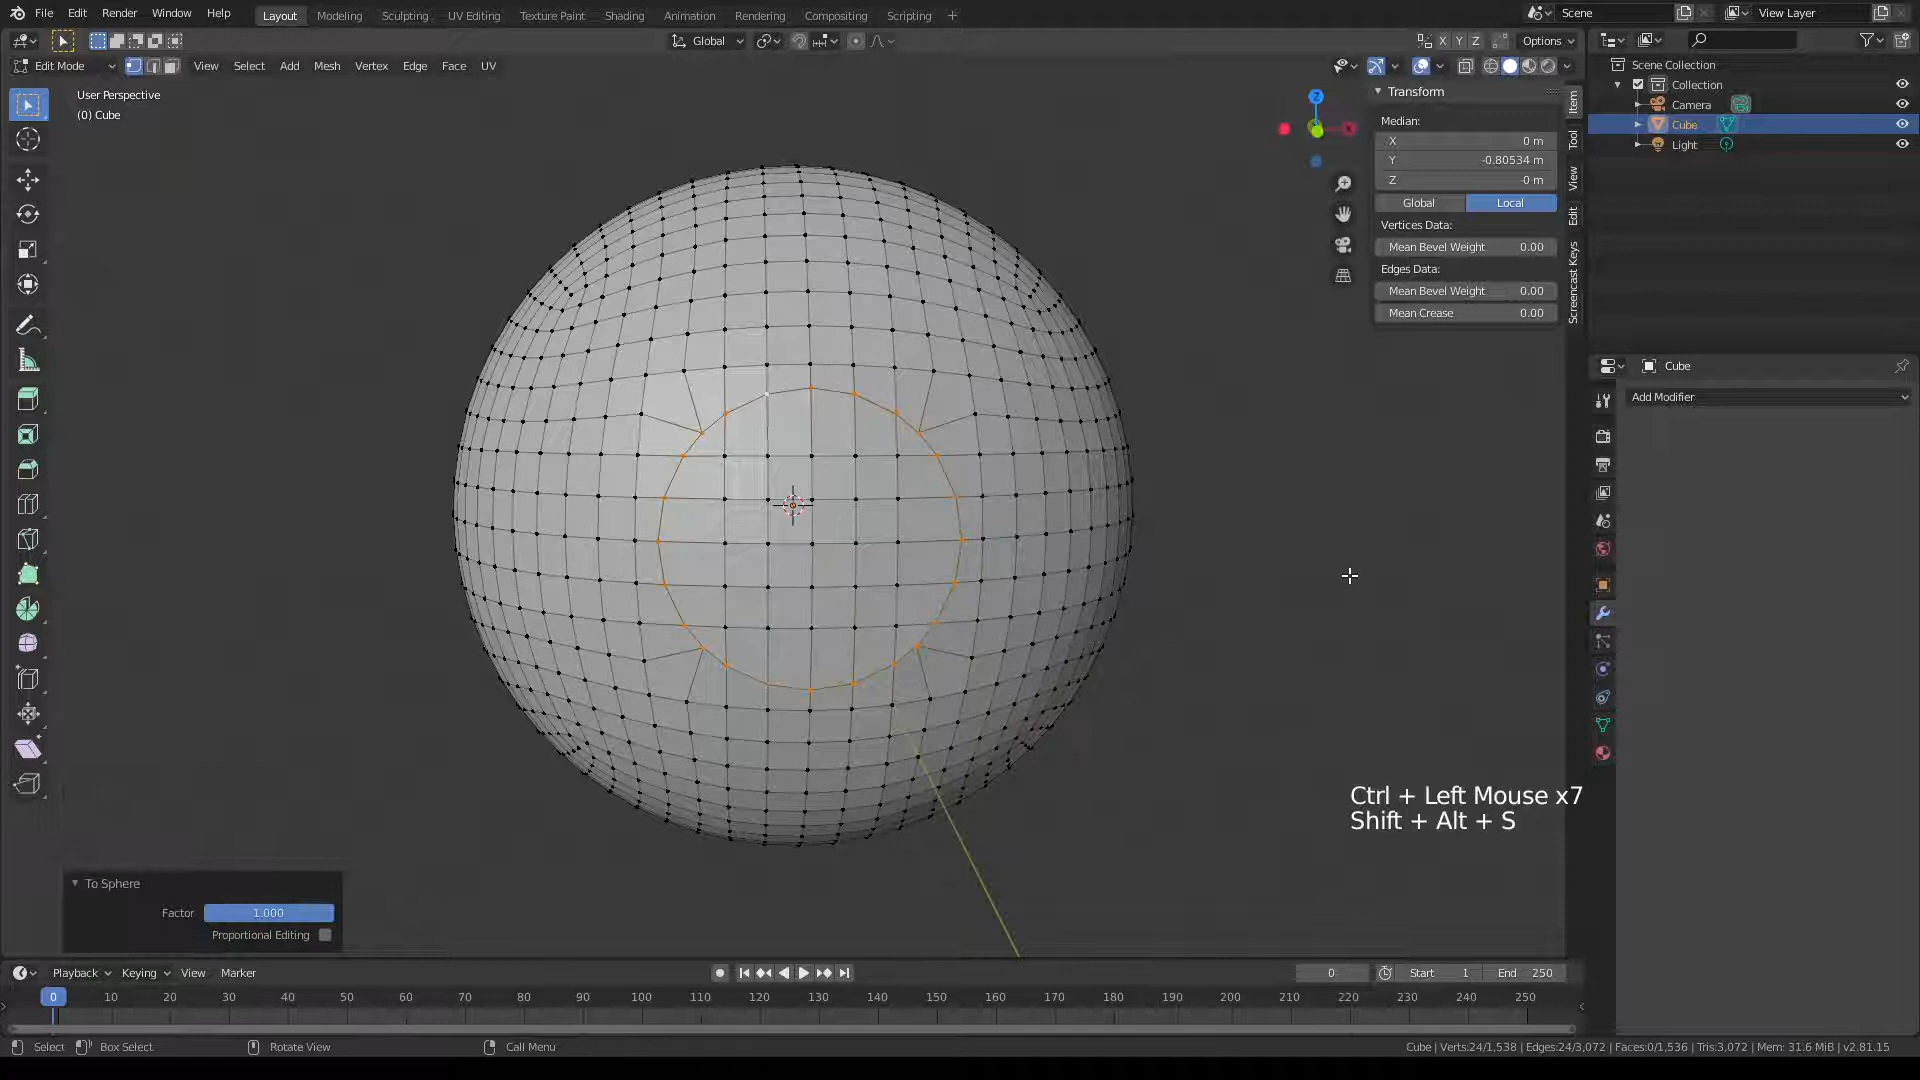 File Edit Render Window Help Layout Modeling Sculpting UV Editing Texture Paint Shading Animation Rendering Compositing Scripting + Scene View Layer
Global X Y Z Options
Edit Mode View Select Add Mesh Vertex Edge Face UV
User Perspective
(0) Cube
Z
X
Transform
Median:
X 0 m
Y -0.80534 m
Z -0 m
Global Local
Vertices Data:
Mean Bevel Weight 0.00
Edges Data:
Mean Bevel Weight 0.00
Mean Crease 0.00
Item
Tool
View
Edit
Screencast Keys
Scene Collection
Collection
Camera
Cube
Light
Cube
Add Modifier
Ctrl + Left Mouse x7
Shift + Alt + S
To Sphere
Factor 1.000
Proportional Editing
Playback Keying View Marker 0 Start 1 End 250
0 10 20 30 40 50 60 70 80 90 100 110 120 130 140 150 160 170 180 190 200 210 220 230 240 250
Select Box Select Rotate View Call Menu Cube | Verts:24/1,538 | Edges:24/3,072 | Faces:0/1,536 | Tris:3,072 | Mem: 31.6 MiB | v2.81.15